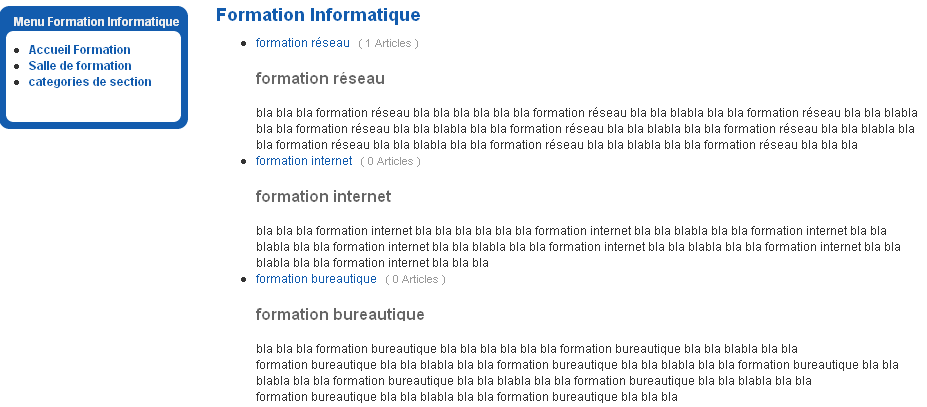 Menu Formation Informatique
Accueil Formation
Salle de formation
categories de section
Formation Informatique
formation réseau ( 1 Articles )
formation réseau
bla bla bla formation réseau bla bla bla bla bla bla formation réseau bla bla blabla bla bla formation réseau bla bla blabla
bla bla formation réseau bla bla blabla bla bla formation réseau bla bla blabla bla bla formation réseau bla bla blabla bla
bla formation réseau bla bla blabla bla bla formation réseau bla bla blabla bla bla formation réseau bla bla bla
formation internet ( 0 Articles )
formation internet
bla bla bla formation internet bla bla bla bla bla bla formation internet bla bla blabla bla bla formation internet bla bla
blabla bla bla formation internet bla bla blabla bla bla formation internet bla bla blabla bla bla formation internet bla bla
blabla bla bla formation internet bla bla bla
formation bureautique ( 0 Articles )
formation bureautique
bla bla bla formation bureautique bla bla bla bla bla bla formation bureautique bla bla blabla bla bla
formation bureautique bla bla blabla bla bla formation bureautique bla bla blabla bla bla formation bureautique bla bla
blabla bla bla formation bureautique bla bla blabla bla bla formation bureautique bla bla blabla bla bla
formation bureautique bla bla blabla bla bla formation bureautique bla bla bla